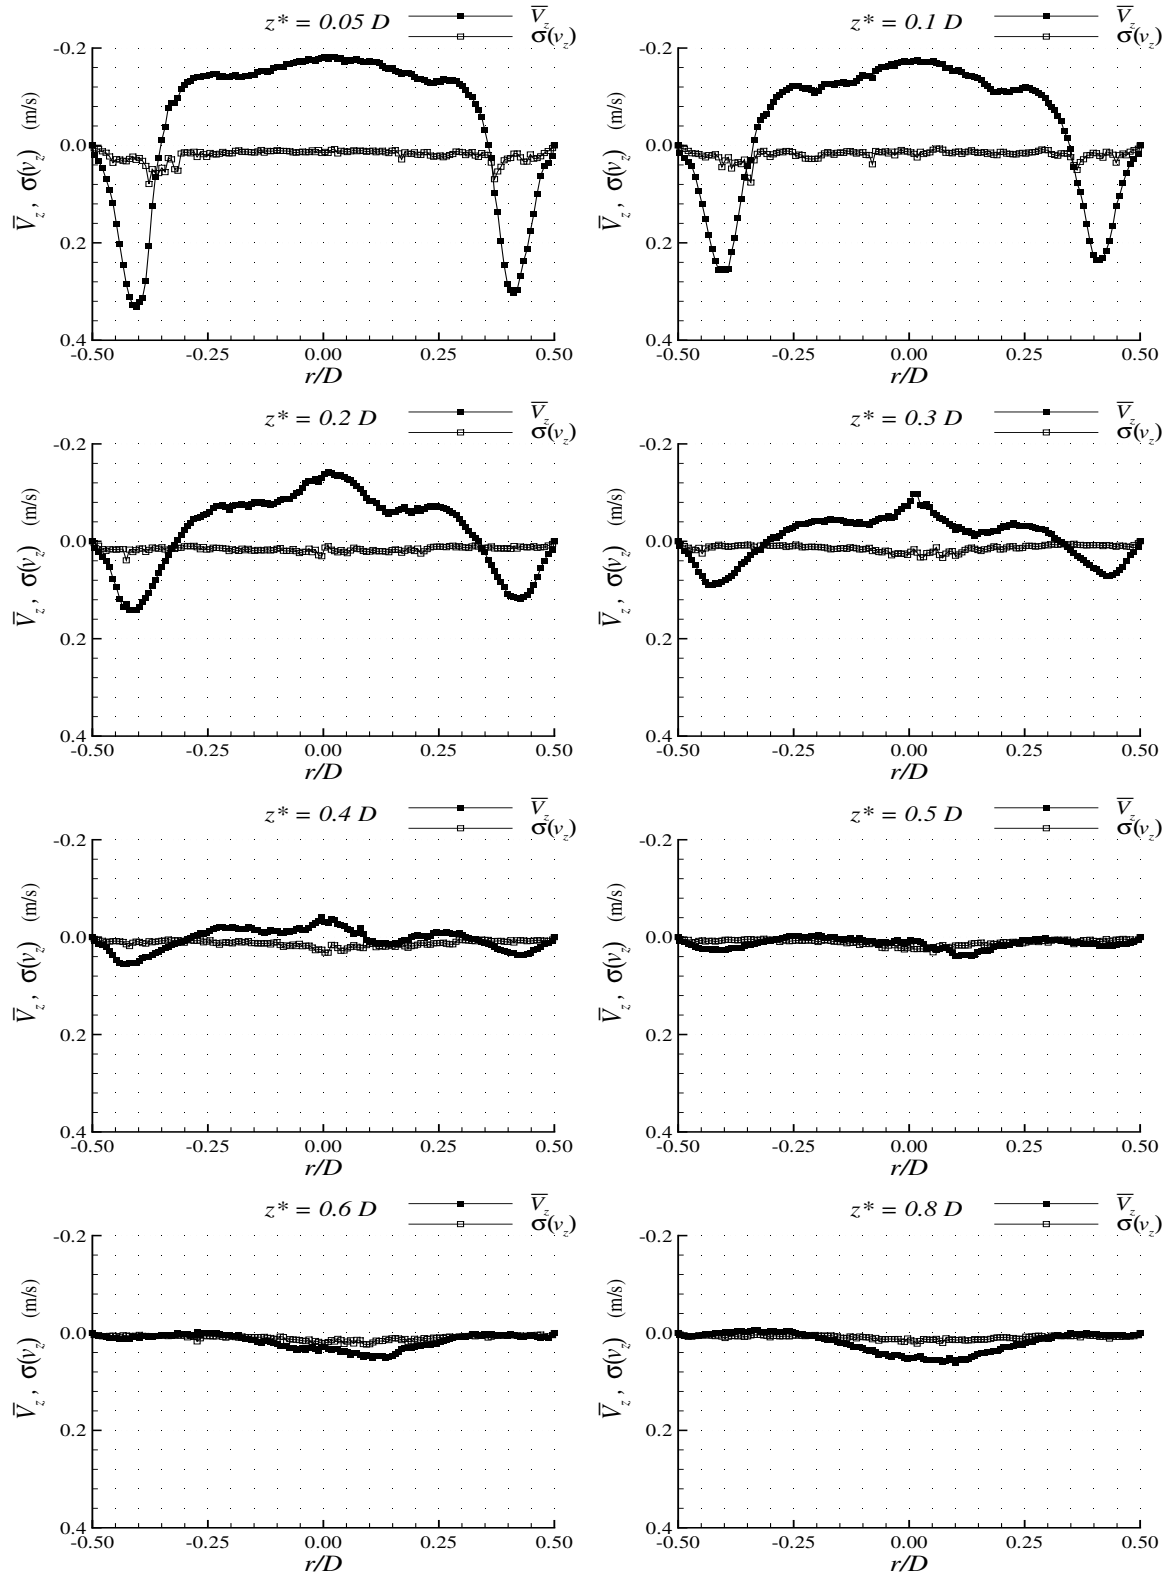 z* = 0.05 D
V̅z
σ(vz)
-0.2
0.0
0.2
0.4
V̅z , σ(vz) (m/s)
-0.50 -0.25 0.00 0.25 0.50
r/D
z* = 0.1 D
V̅z
σ(vz)
-0.2
0.0
0.2
0.4
V̅z , σ(vz) (m/s)
-0.50 -0.25 0.00 0.25 0.50
r/D
z* = 0.2 D
V̅z
σ(vz)
-0.2
0.0
0.2
0.4
V̅z , σ(vz) (m/s)
-0.50 -0.25 0.00 0.25 0.50
r/D
z* = 0.3 D
V̅z
σ(vz)
-0.2
0.0
0.2
0.4
V̅z , σ(vz) (m/s)
-0.50 -0.25 0.00 0.25 0.50
r/D
z* = 0.4 D
V̅z
σ(vz)
-0.2
0.0
0.2
0.4
V̅z , σ(vz) (m/s)
-0.50 -0.25 0.00 0.25 0.50
r/D
z* = 0.5 D
V̅z
σ(vz)
-0.2
0.0
0.2
0.4
V̅z , σ(vz) (m/s)
-0.50 -0.25 0.00 0.25 0.50
r/D
z* = 0.6 D
V̅z
σ(vz)
-0.2
0.0
0.2
0.4
V̅z , σ(vz) (m/s)
-0.50 -0.25 0.00 0.25 0.50
r/D
z* = 0.8 D
V̅z
σ(vz)
-0.2
0.0
0.2
0.4
V̅z , σ(vz) (m/s)
-0.50 -0.25 0.00 0.25 0.50
r/D